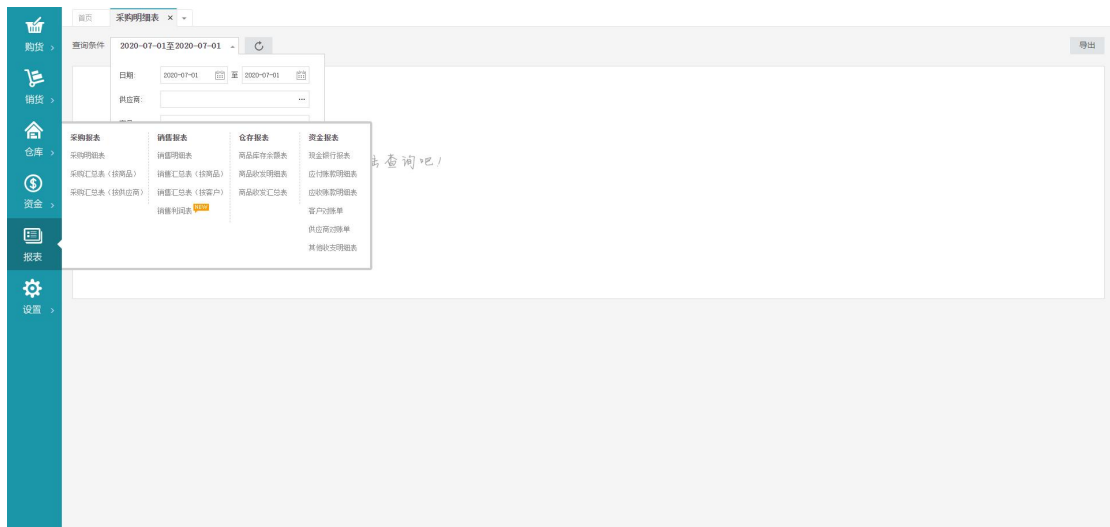 首页 采购明细表 ×
购货
查询条件 2020-07-01至2020-07-01 导出
日期: 2020-07-01 至 2020-07-01
销货
供应商: ...
仓库
采购报表 销售报表 仓存报表 资金报表
采购明细表 销售明细表 商品库存余额表 现金银行报表
击查询吧!
采购汇总表（按商品） 销售汇总表（按商品） 商品收发明细表 应付账款明细表
采购汇总表（按供应商） 销售汇总表（按客户） 商品收发汇总表 应收账款明细表
资金
销售利润表 NEW 客户对账单
供应商对账单
其他收支明细表
报表
设置